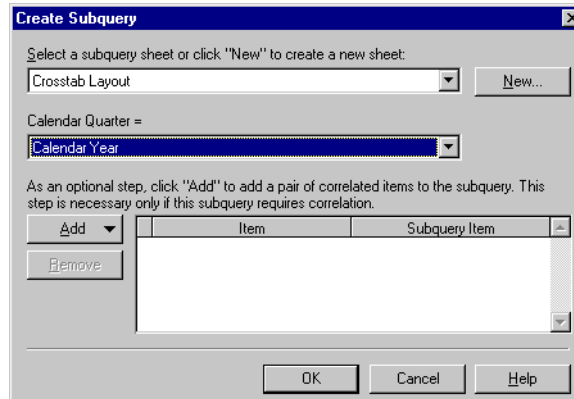 Create Subquery
Select a subquery sheet or click "New" to create a new sheet:
Crosstab Layout
New...
Calendar Quarter =
Calendar Year
As an optional step, click "Add" to add a pair of correlated items to the subquery. This
step is necessary only if this subquery requires correlation.
Add
Item
Subquery Item
Remove
OK
Cancel
Help